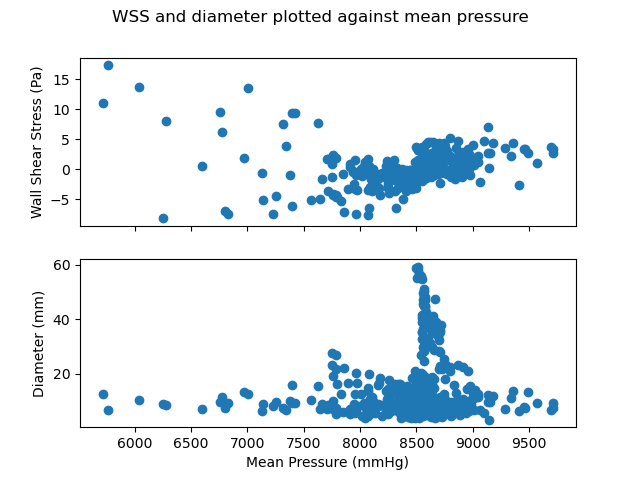 WSS and diameter plotted against mean pressure
Wall Shear Stress (Pa)
15
10
5
0
−5
Diameter (mm)
60
40
20
6000 6500 7000 7500 8000 8500 9000 9500
Mean Pressure (mmHg)